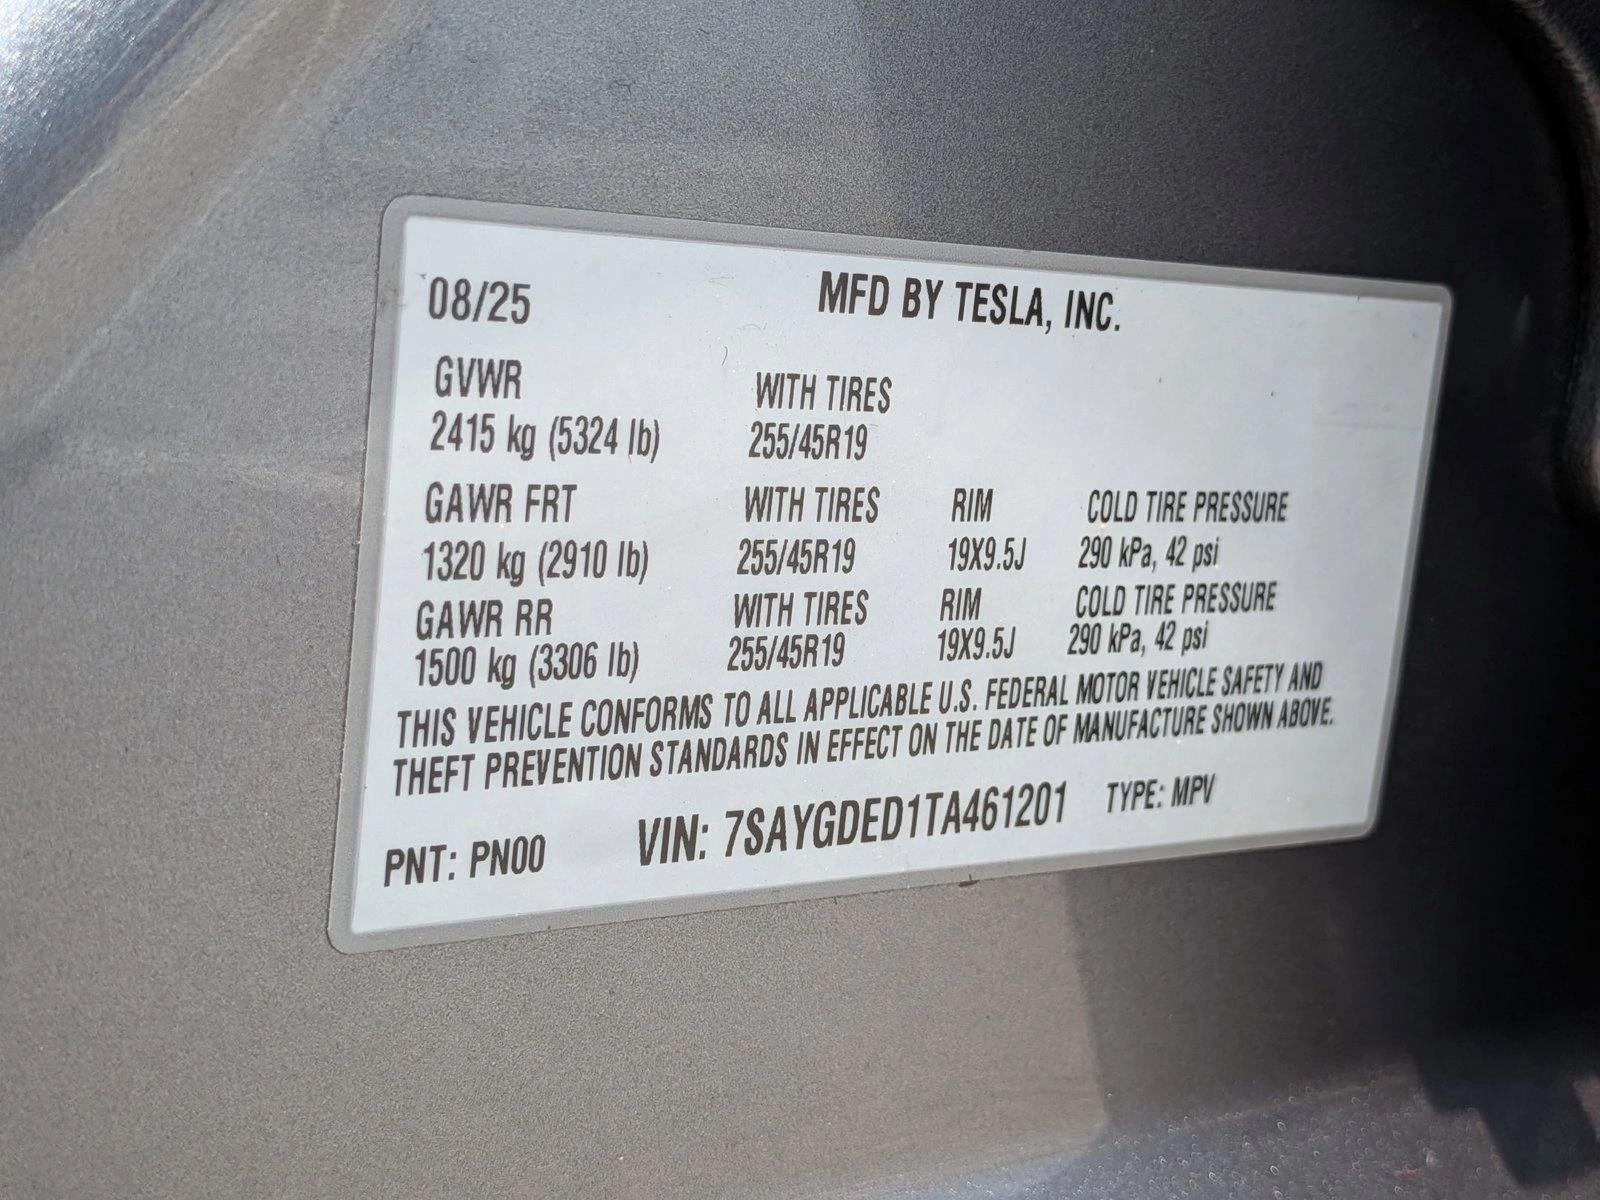 08/25 MFD BY TESLA, INC.
GVWR WITH TIRES
2415 kg (5324 lb) 255/45R19
GAWR FRT WITH TIRES RIM COLD TIRE PRESSURE
1320 kg (2910 lb) 255/45R19 19X9.5J 290 kPa, 42 psi
GAWR RR WITH TIRES RIM COLD TIRE PRESSURE
1500 kg (3306 lb) 255/45R19 19X9.5J 290 kPa, 42 psi
THIS VEHICLE CONFORMS TO ALL APPLICABLE U.S. FEDERAL MOTOR VEHICLE SAFETY AND
THEFT PREVENTION STANDARDS IN EFFECT ON THE DATE OF MANUFACTURE SHOWN ABOVE.
PNT: PN00 VIN: 7SAYGDED1TA461201 TYPE: MPV